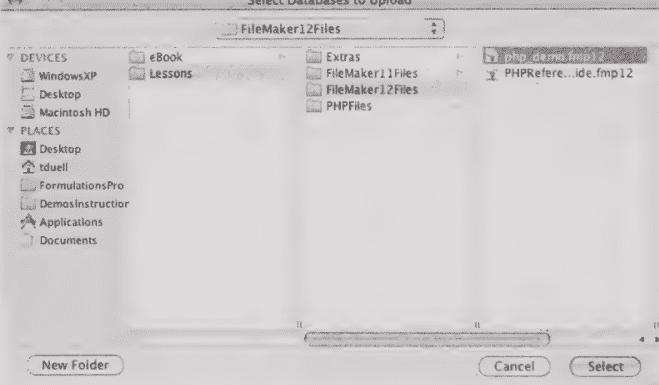 Select Databases to Upload
FileMaker12Files
DEVICES
WindowsXP
Desktop
Macintosh HD
PLACES
Desktop
tduell
FormulationsPro
DemosInstruction
Applications
Documents
eBook
Lessons
Extras
FileMaker11Files
FileMaker12Files
PHPFiles
php_demo.fmp12
PHPRefere...ide.fmp12
New Folder
Cancel
Select